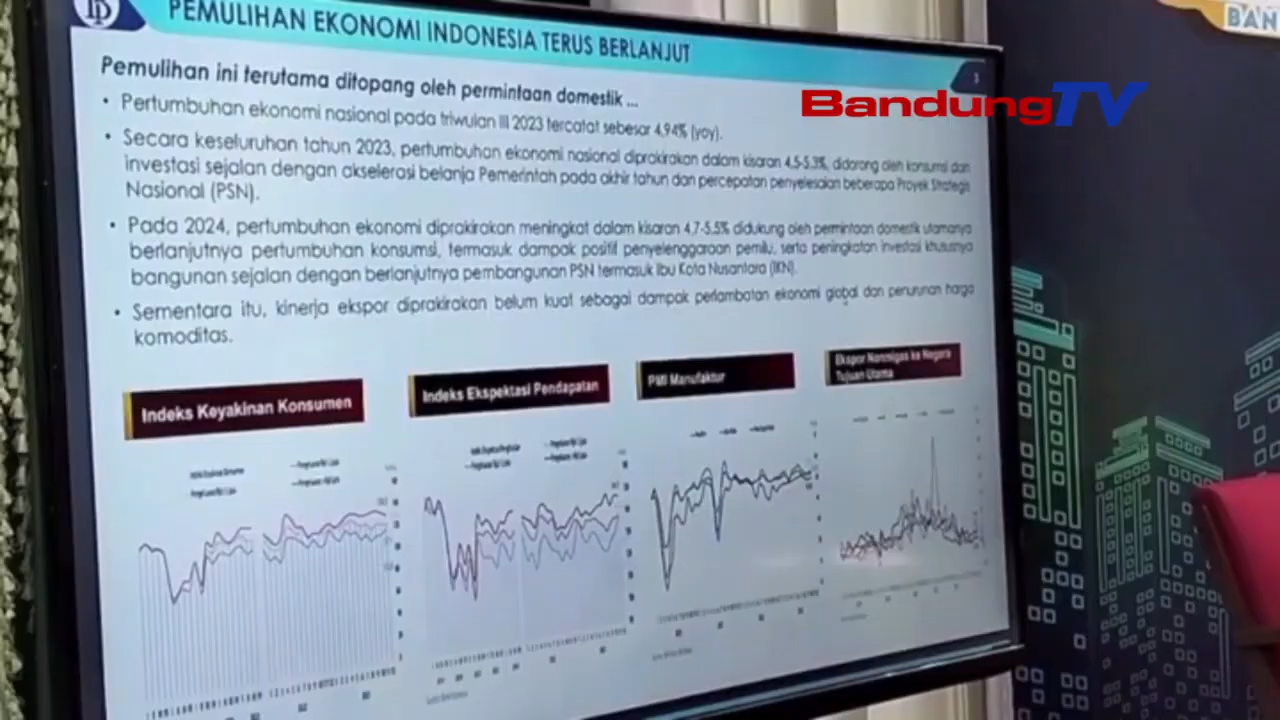 PEMULIHAN EKONOMI INDONESIA TERUS BERLANJUT
3
BAN
BandungTV
Pemulihan ini terutama ditopang oleh permintaan domestik ...
• Pertumbuhan ekonomi nasional pada triwulan III 2023 tercatat sebesar 4,94% (yoy).
• Secara keseluruhan tahun 2023, pertumbuhan ekonomi nasional diprakirakan dalam kisaran 4,5-5,3%, didorong oleh konsumsi dan
investasi sejalan dengan akselerasi belanja Pemerintah pada akhir tahun dan percepatan penyelesaian beberapa Proyek Strategis
Nasional (PSN).
• Pada 2024, pertumbuhan ekonomi diprakirakan meningkat dalam kisaran 4,7-5,5% didukung oleh permintaan domestik utamanya
berlanjutnya pertumbuhan konsumsi, termasuk dampak positif penyelenggaraan pemilu, serta peningkatan investasi khususnya
bangunan sejalan dengan berlanjutnya pembangunan PSN termasuk Ibu Kota Nusantara (IKN).
• Sementara itu, kinerja ekspor diprakirakan belum kuat sebagai dampak perlambatan ekonomi global dan penurunan harga
komoditas.
Indeks Keyakinan Konsumen
Indeks Ekspektasi Pendapatan
PMI Manufaktur
Ekspor Nonmigas ke Negara
Tujuan Utama